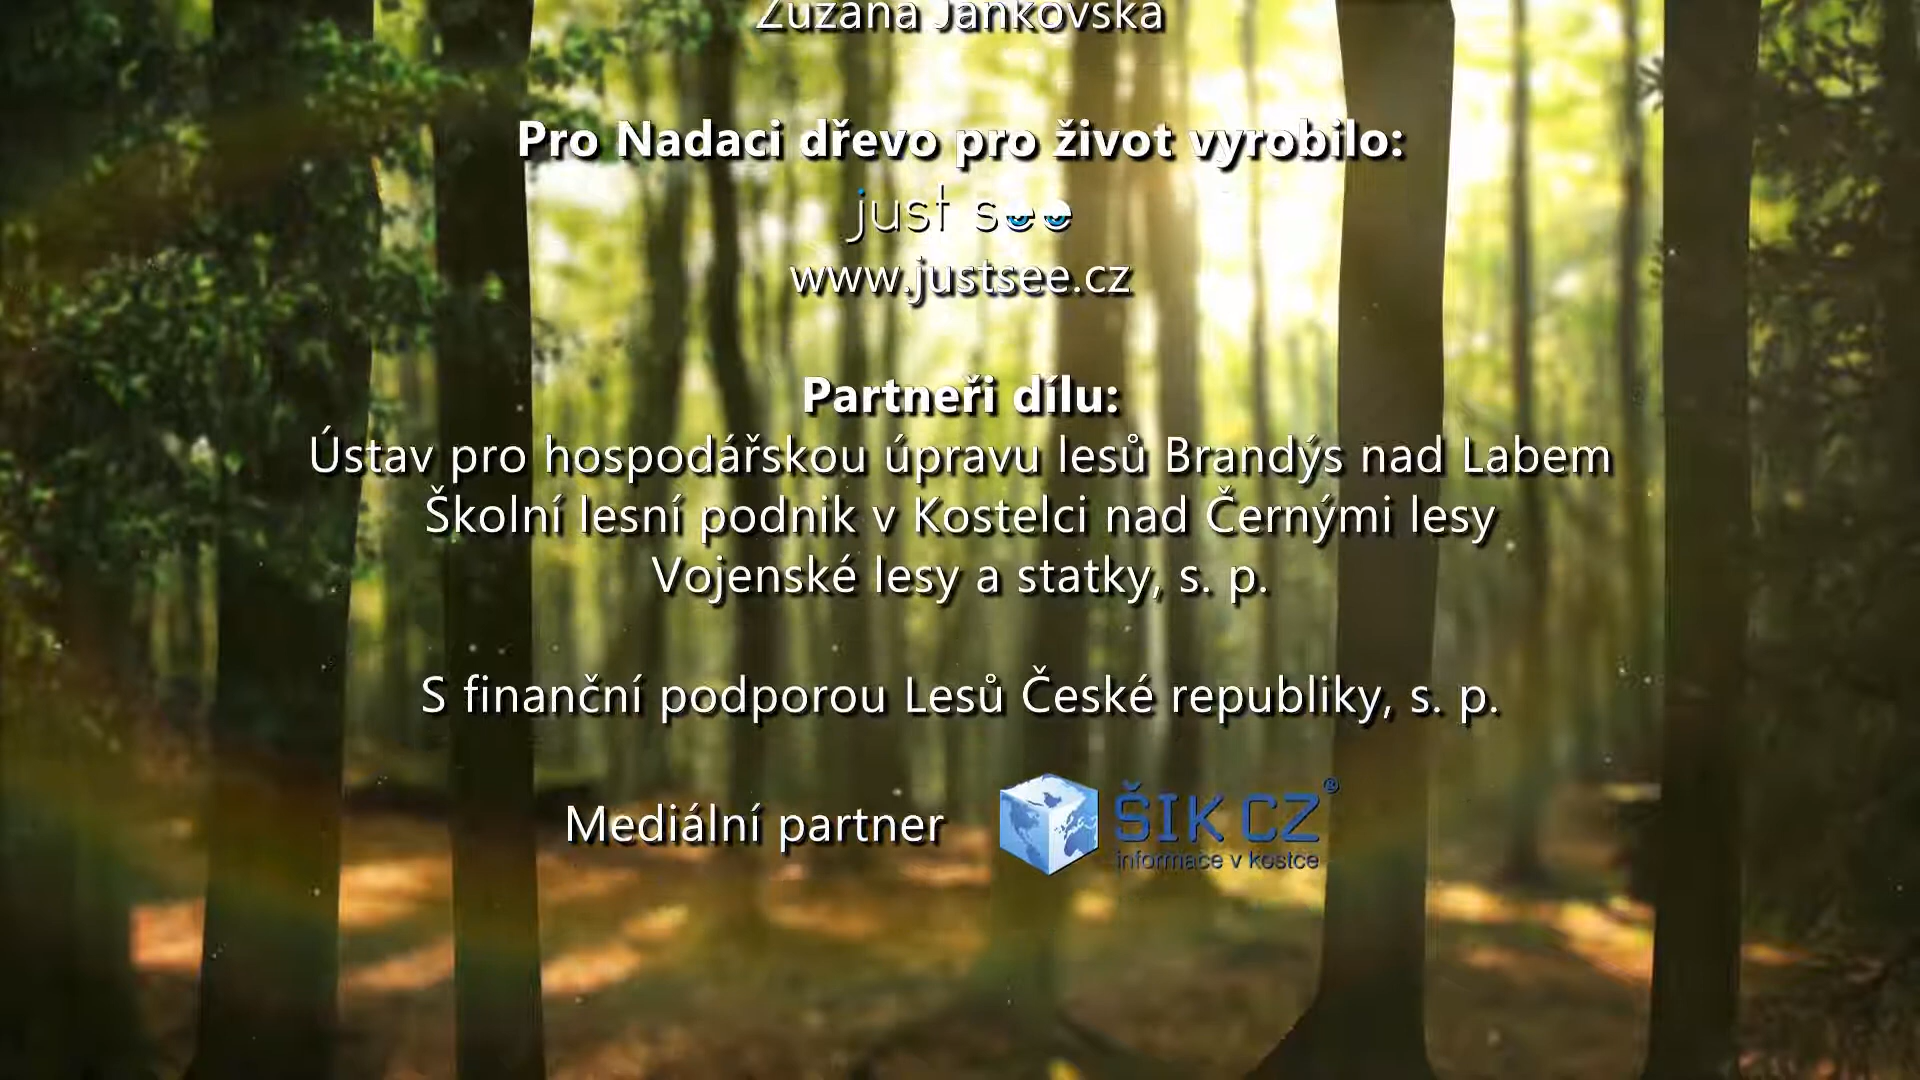 Zuzana Jankovská
Pro Nadaci dřevo pro život vyrobilo:
just see
www.justsee.cz
Partneři dílu:
Ústav pro hospodářskou úpravu lesů Brandýs nad Labem
Školní lesní podnik v Kostelci nad Černými lesy
Vojenské lesy a statky, s. p.
S finanční podporou Lesů České republiky, s. p.
Mediální partner
ŠIK CZ®
informace v kostce